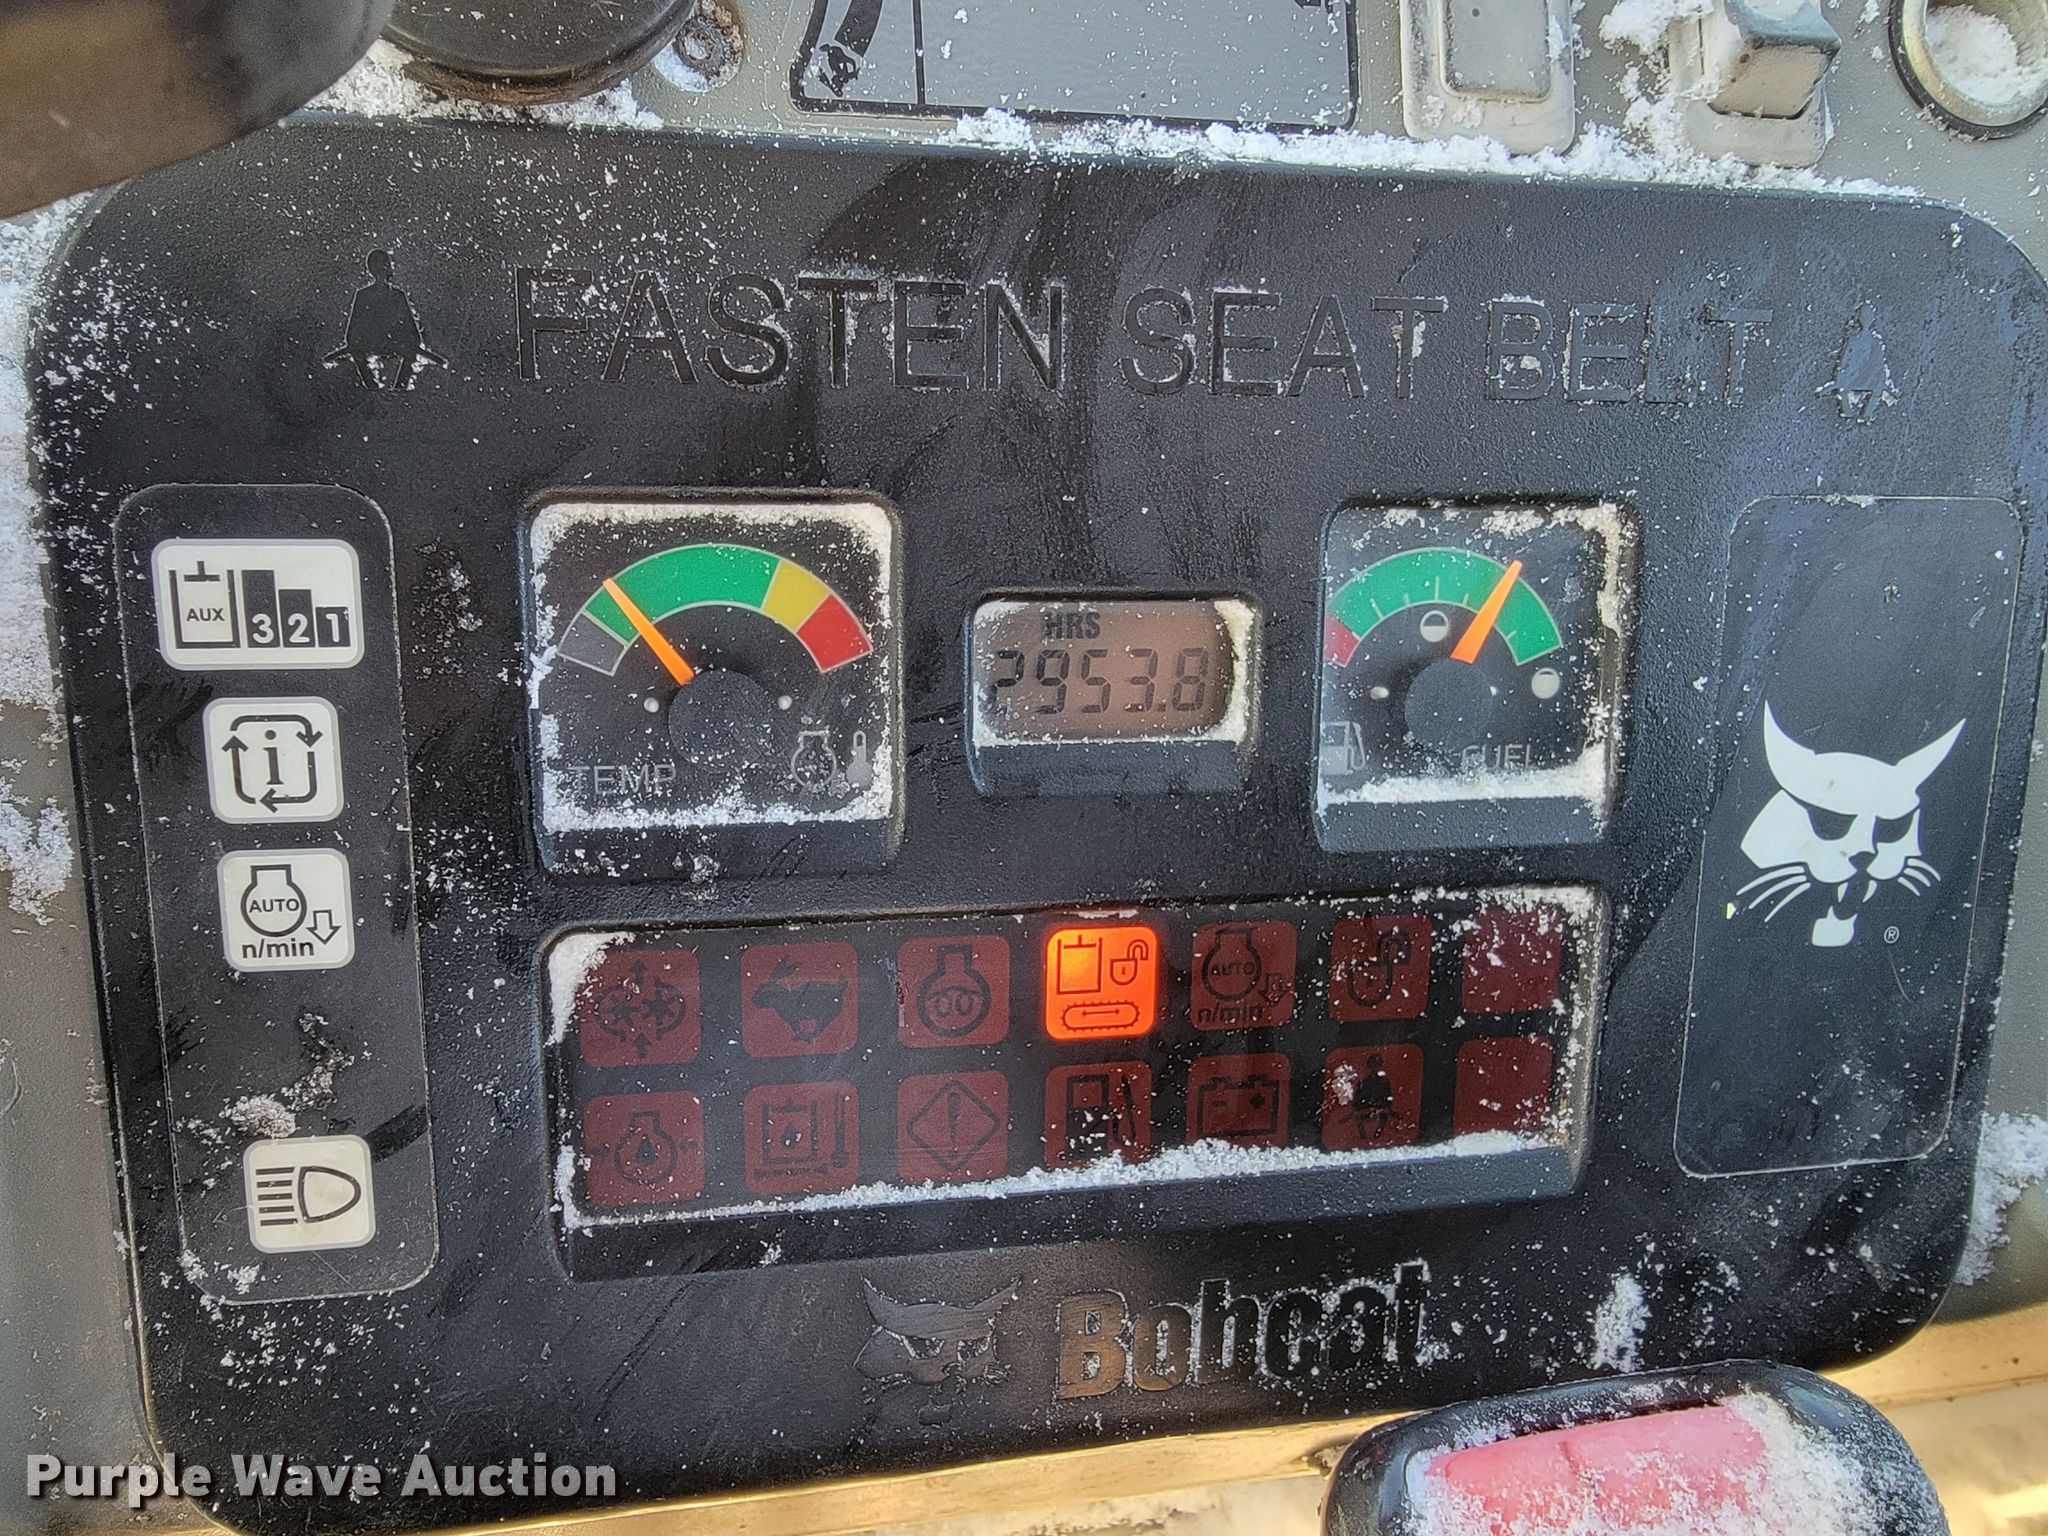 FASTEN SEAT BELT
AUX 3 2 1
i
AUTO
n/min
TEMP
HRS
2953.8
FUEL
®
AUTO
n/min
Bobcat
Purple Wave Auction